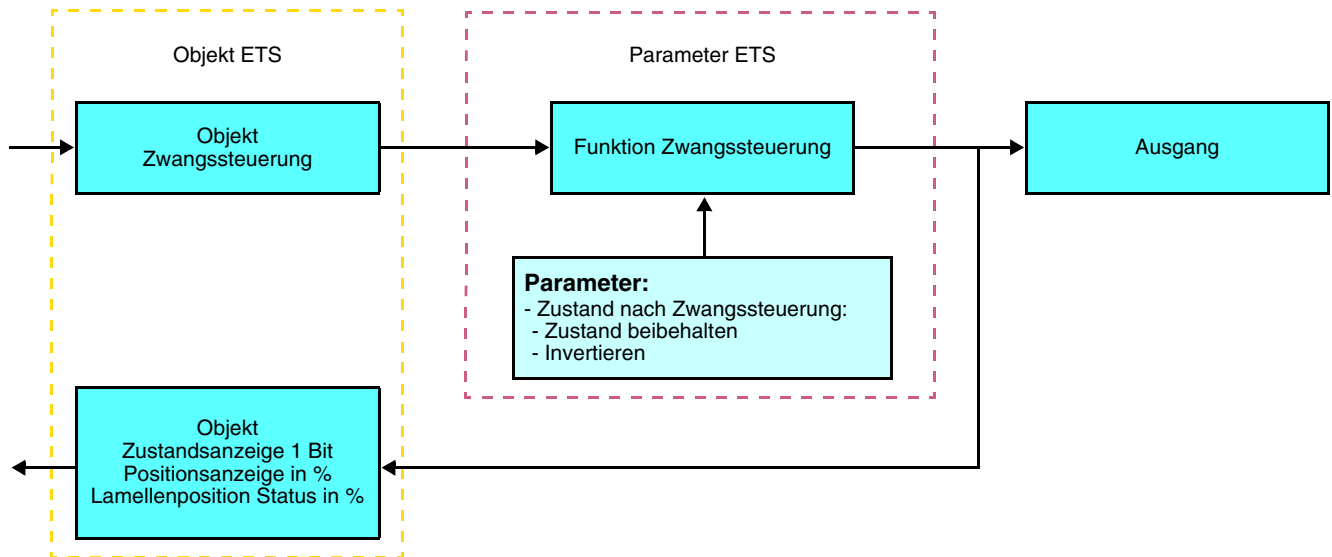 Objekt ETS
Parameter ETS
Objekt
Zwangssteuerung
Funktion Zwangssteuerung
Ausgang
Parameter:
- Zustand nach Zwangssteuerung:
- Zustand beibehalten
- Invertieren
Objekt
Zustandsanzeige 1 Bit
Positionsanzeige in %
Lamellenposition Status in %